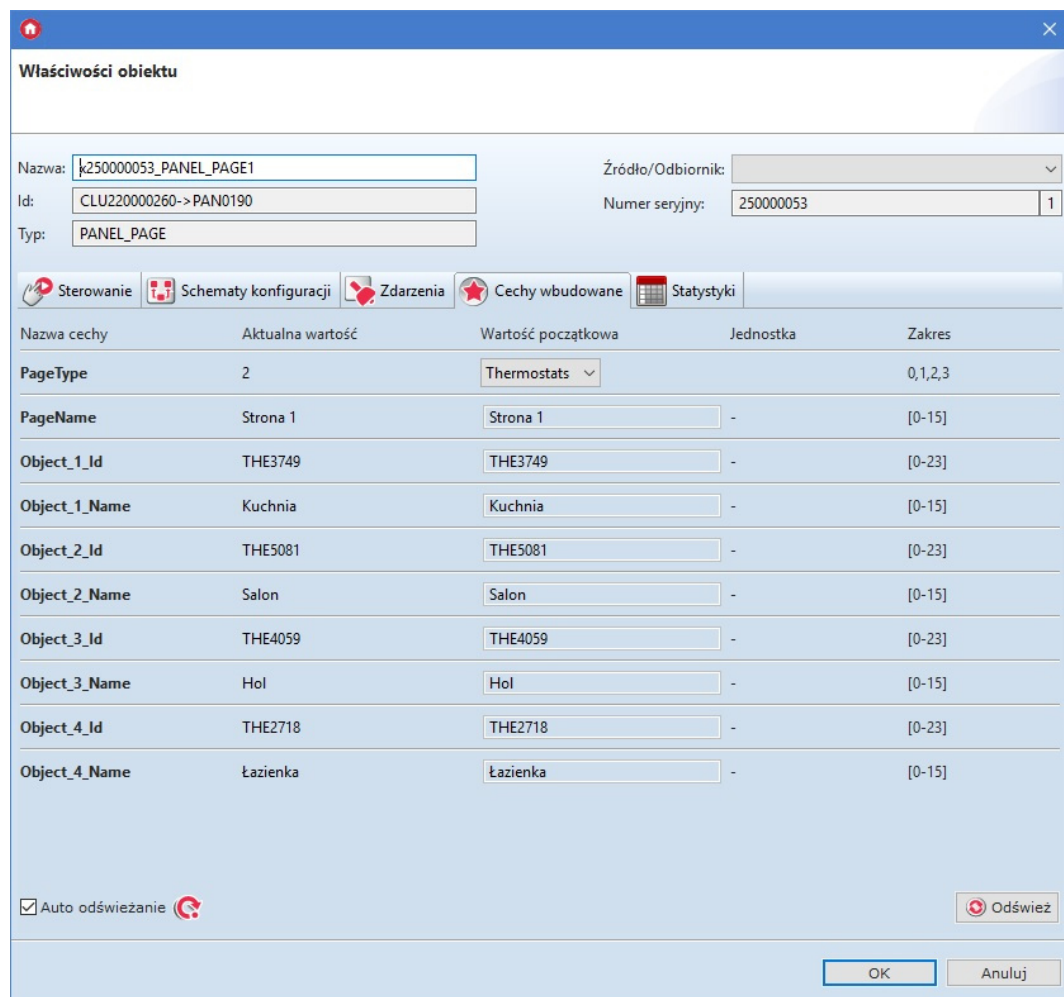 Właściwości obiektu
Nazwa: x250000053_PANEL_PAGE1 Źródło/Odbiornik:
Id: CLU220000260->PAN0190 Numer seryjny: 250000053 1
Typ: PANEL_PAGE
Sterowanie Schematy konfiguracji Zdarzenia Cechy wbudowane Statystyki
Nazwa cechy Aktualna wartość Wartość początkowa Jednostka Zakres
PageType 2 Thermostats 0,1,2,3
PageName Strona 1 Strona 1 - [0-15]
Object_1_Id THE3749 THE3749 - [0-23]
Object_1_Name Kuchnia Kuchnia - [0-15]
Object_2_Id THE5081 THE5081 - [0-23]
Object_2_Name Salon Salon - [0-15]
Object_3_Id THE4059 THE4059 - [0-23]
Object_3_Name Hol Hol - [0-15]
Object_4_Id THE2718 THE2718 - [0-23]
Object_4_Name Łazienka Łazienka - [0-15]
Auto odświeżanie Odśwież
OK Anuluj